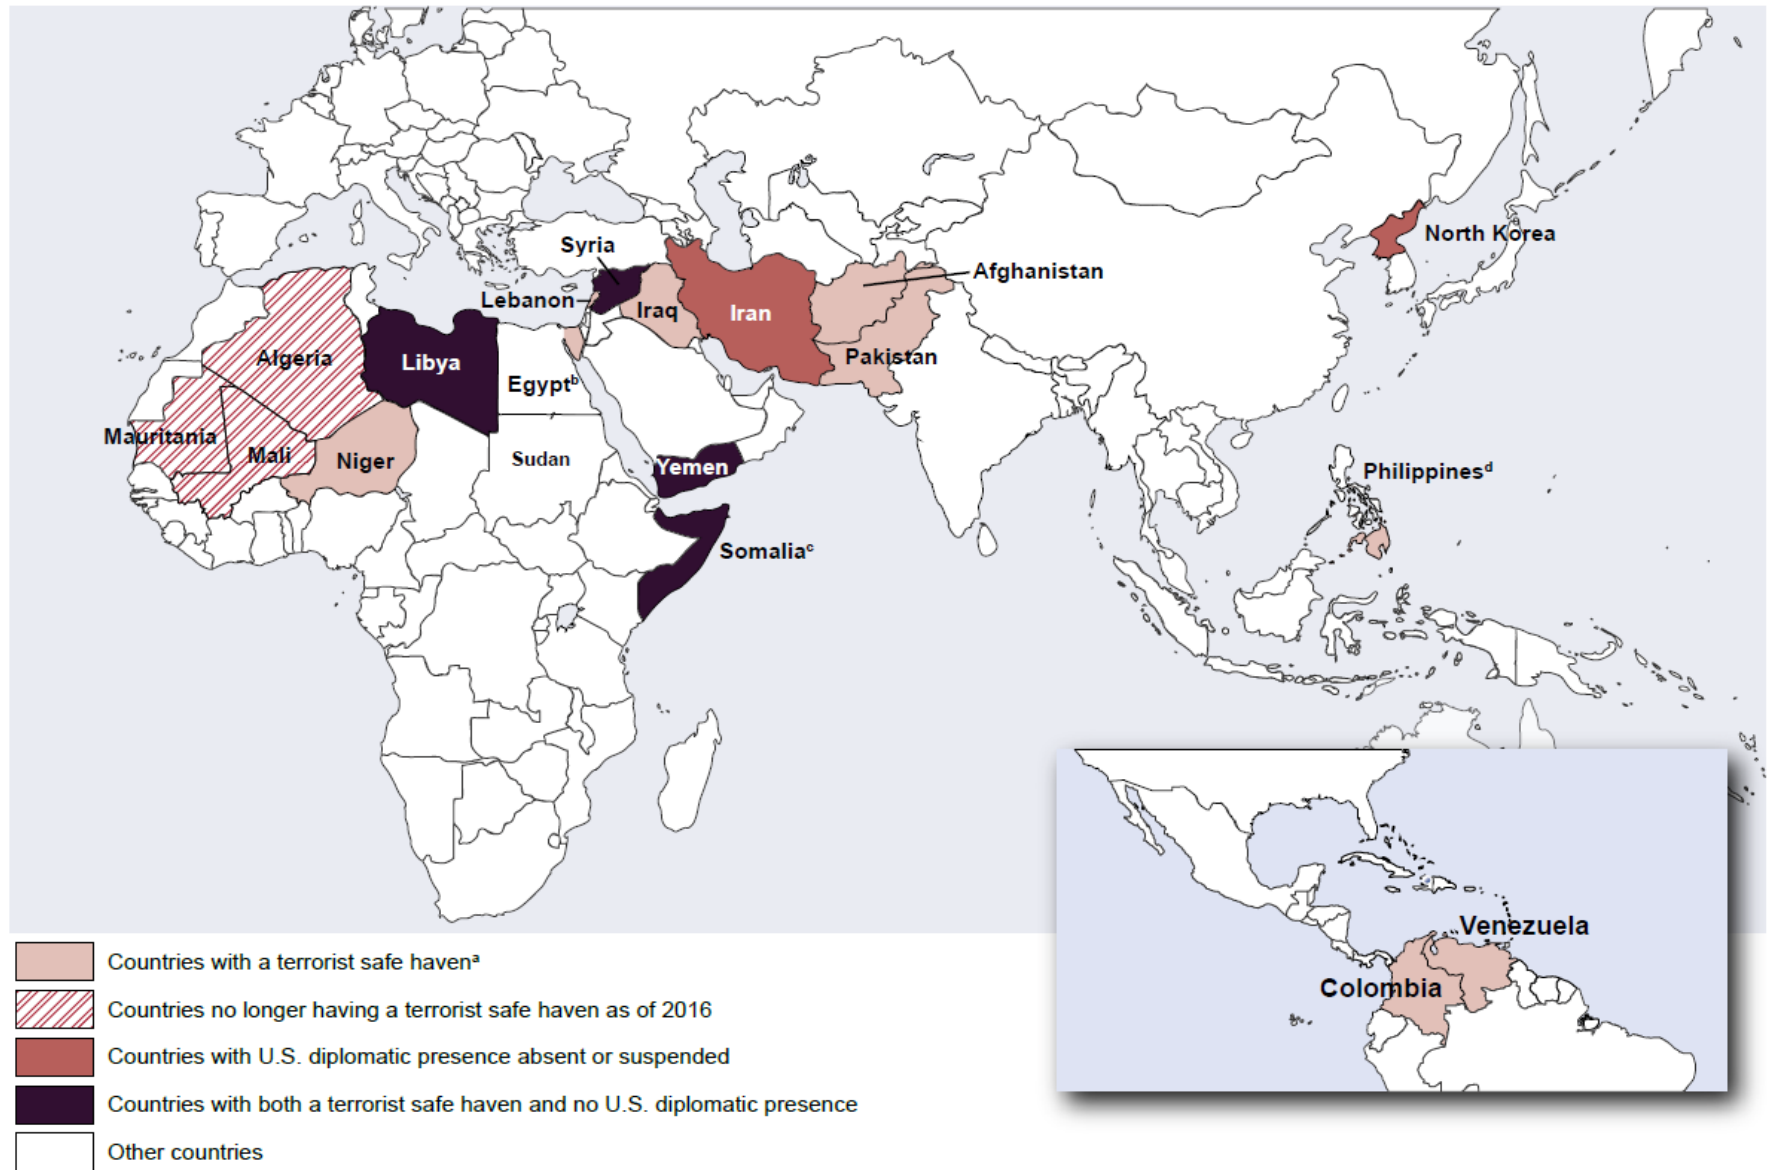 Syria
North Korea
Afghanistan
Lebanon
Iraq
Iran
Algeria
Libya
Pakistan
Egyptᵇ
Mauritania
Mali
Niger
Sudan
Yemen
Philippinesᵈ
Somaliaᶜ
Venezuela
Colombia
Countries with a terrorist safe havenᵃ
Countries no longer having a terrorist safe haven as of 2016
Countries with U.S. diplomatic presence absent or suspended
Countries with both a terrorist safe haven and no U.S. diplomatic presence
Other countries